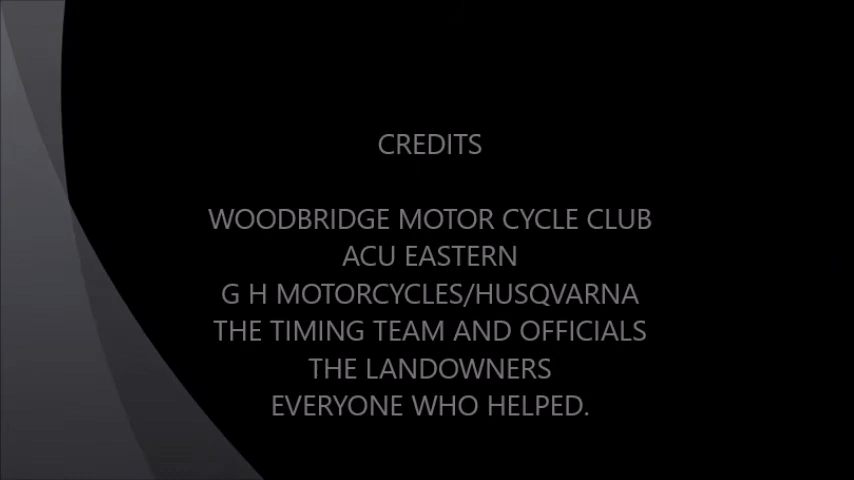 CREDITS
WOODBRIDGE MOTOR CYCLE CLUB
ACU EASTERN
G H MOTORCYCLES/HUSQVARNA
THE TIMING TEAM AND OFFICIALS
THE LANDOWNERS
EVERYONE WHO HELPED.